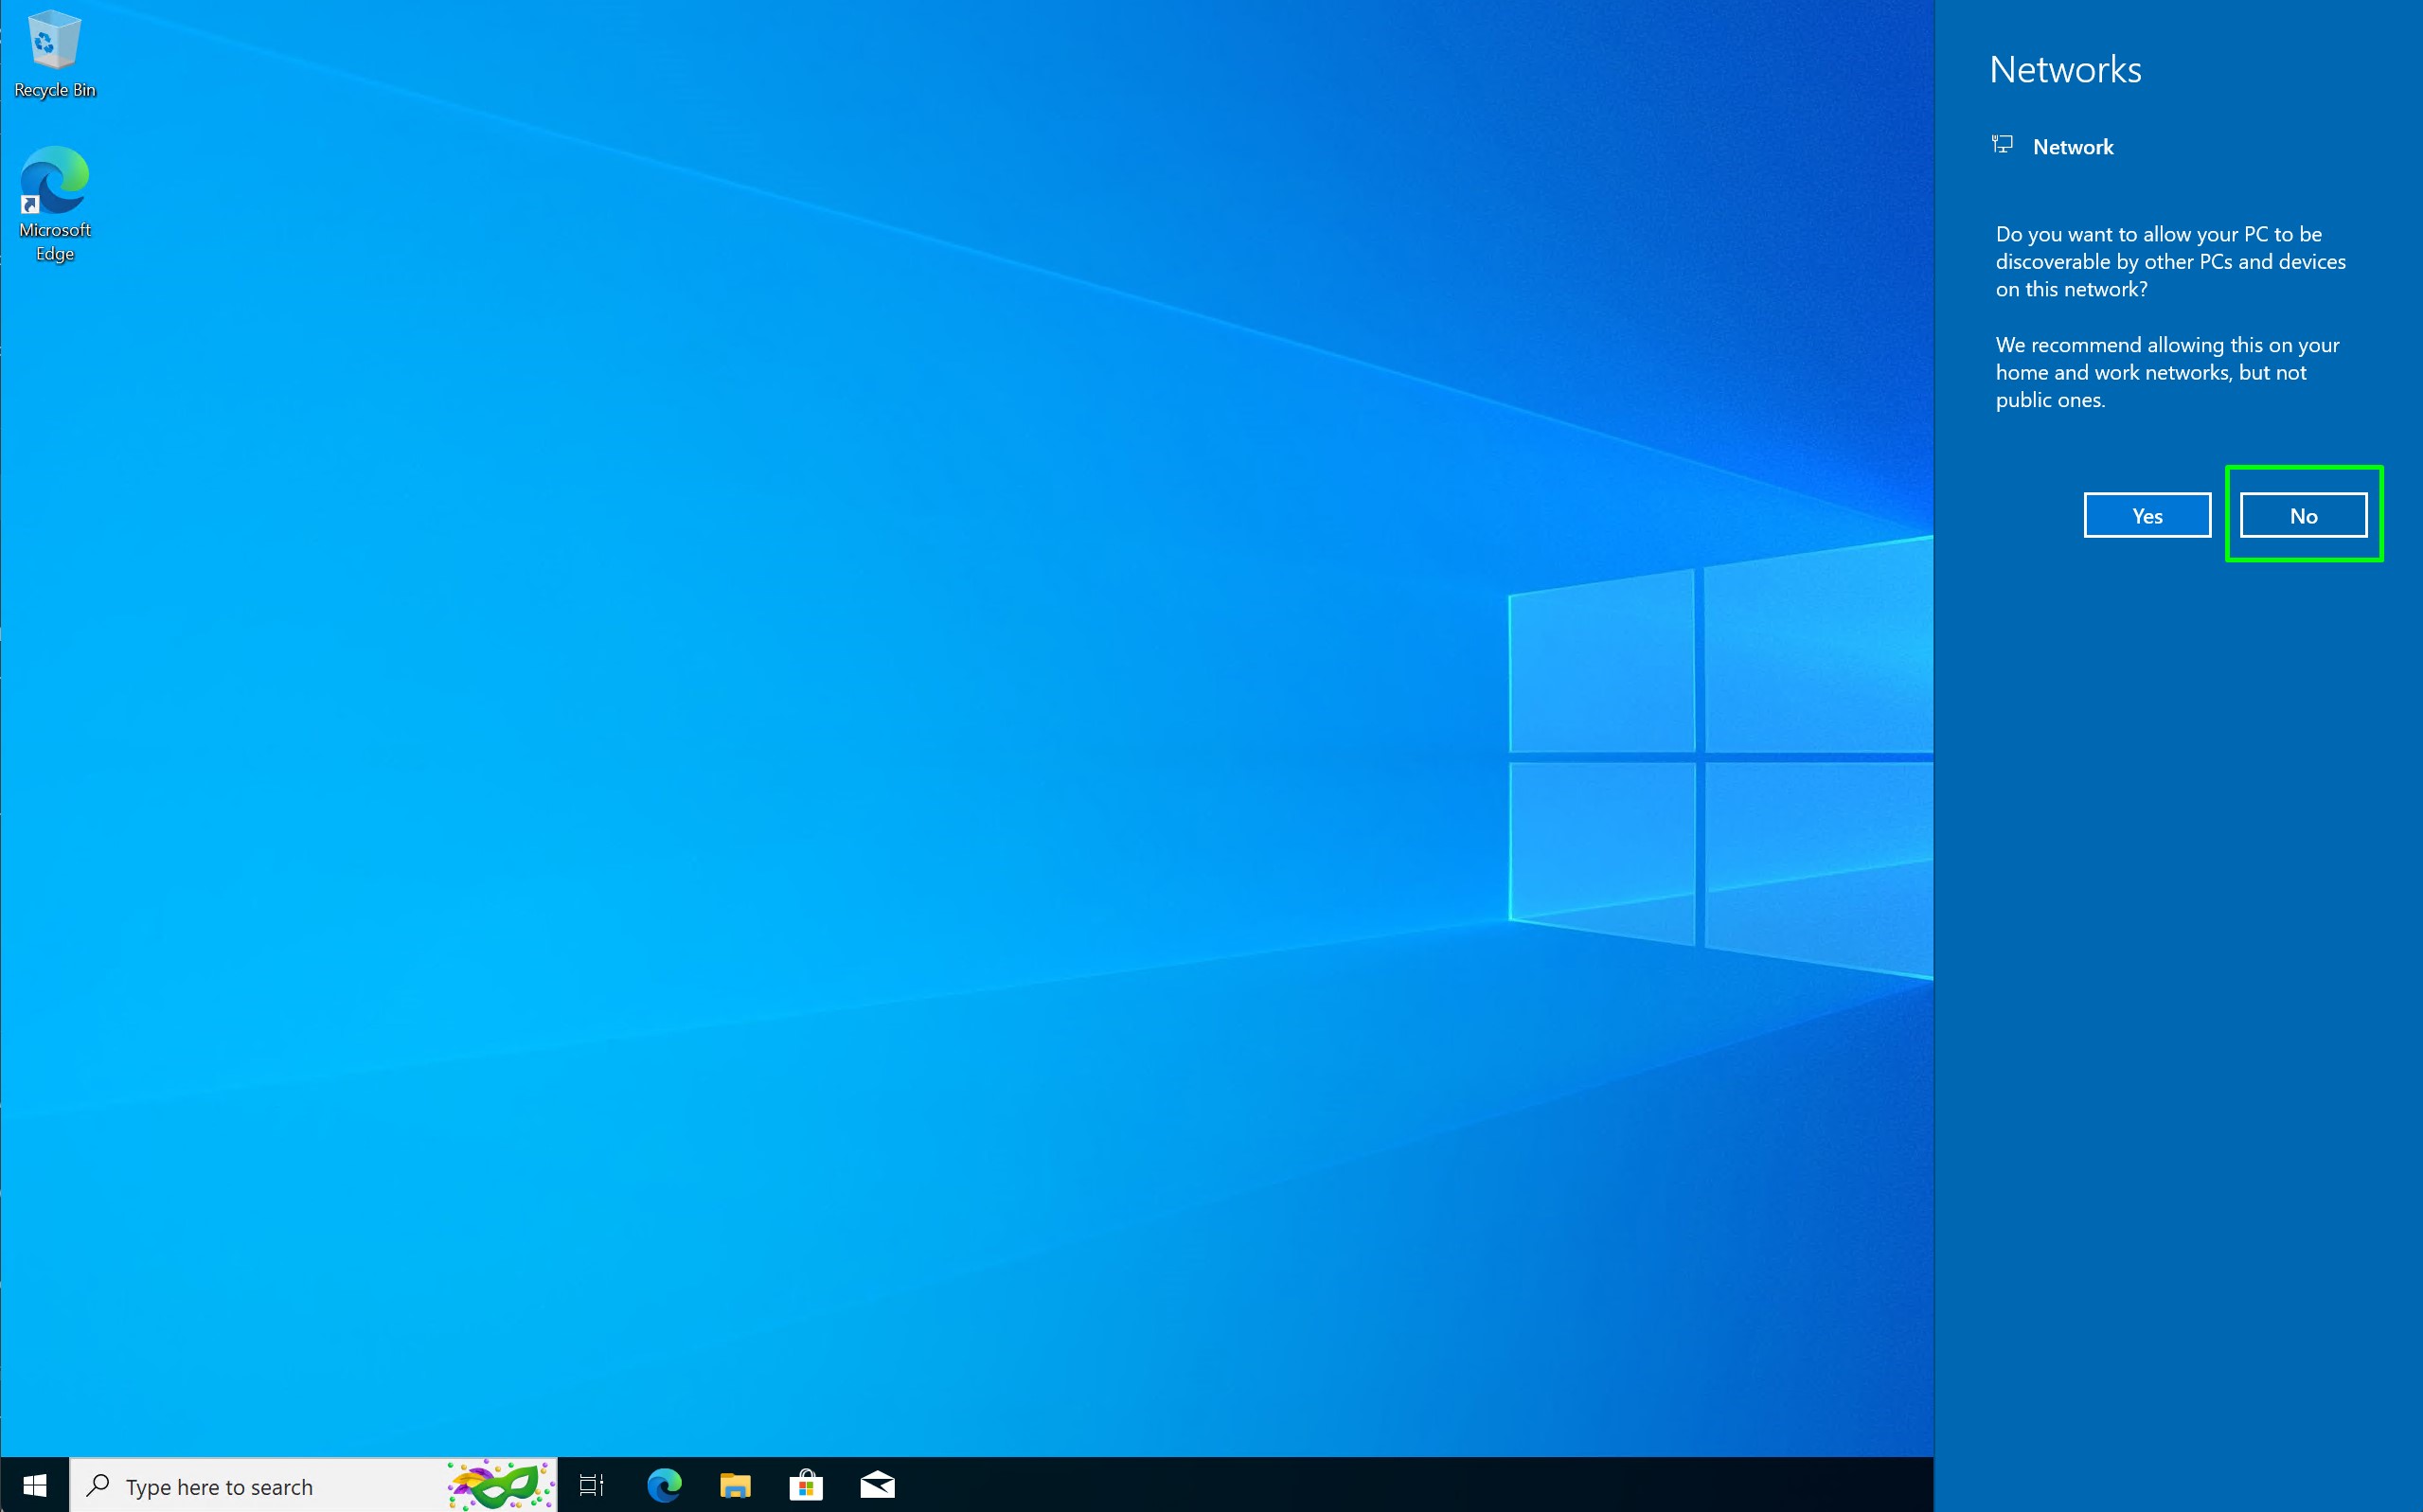 Recycle Bin
Microsoft
Edge
Networks
Network
Do you want to allow your PC to be
discoverable by other PCs and devices
on this network?
We recommend allowing this on your
home and work networks, but not
public ones.
Yes
No
Type here to search